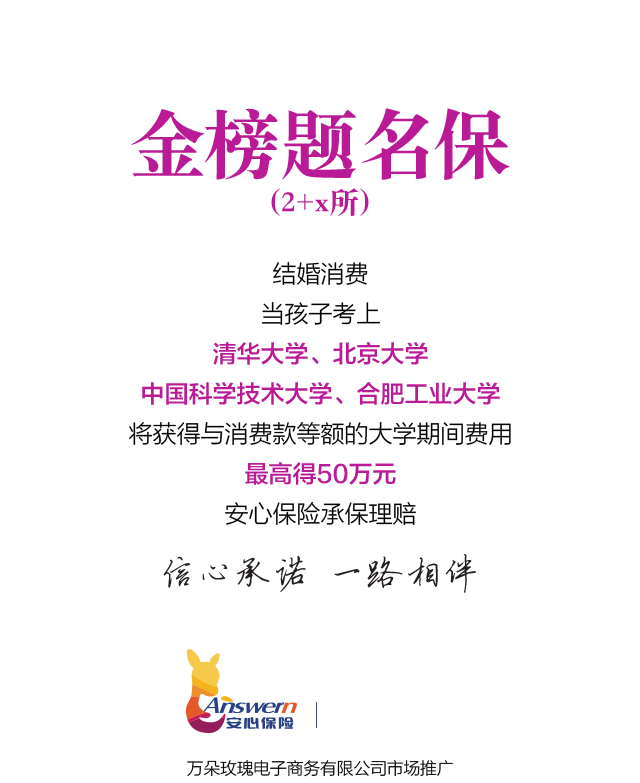 金榜题名保
(2+x所)
结婚消费
当孩子考上
清华大学、北京大学
中国科学技术大学、合肥工业大学
将获得与消费款等额的大学期间费用
最高得50万元
安心保险承保理赔
信心承诺 一路相伴
Answern
安心保险
万朵玫瑰电子商务有限公司市场推广